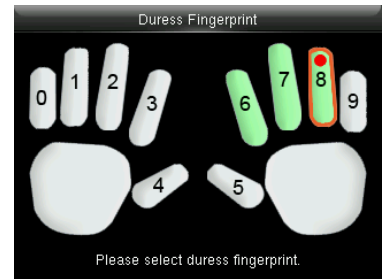 Duress Fingerprint
0 1 2 3 4 5 6 7 8 9
Please select duress fingerprint.